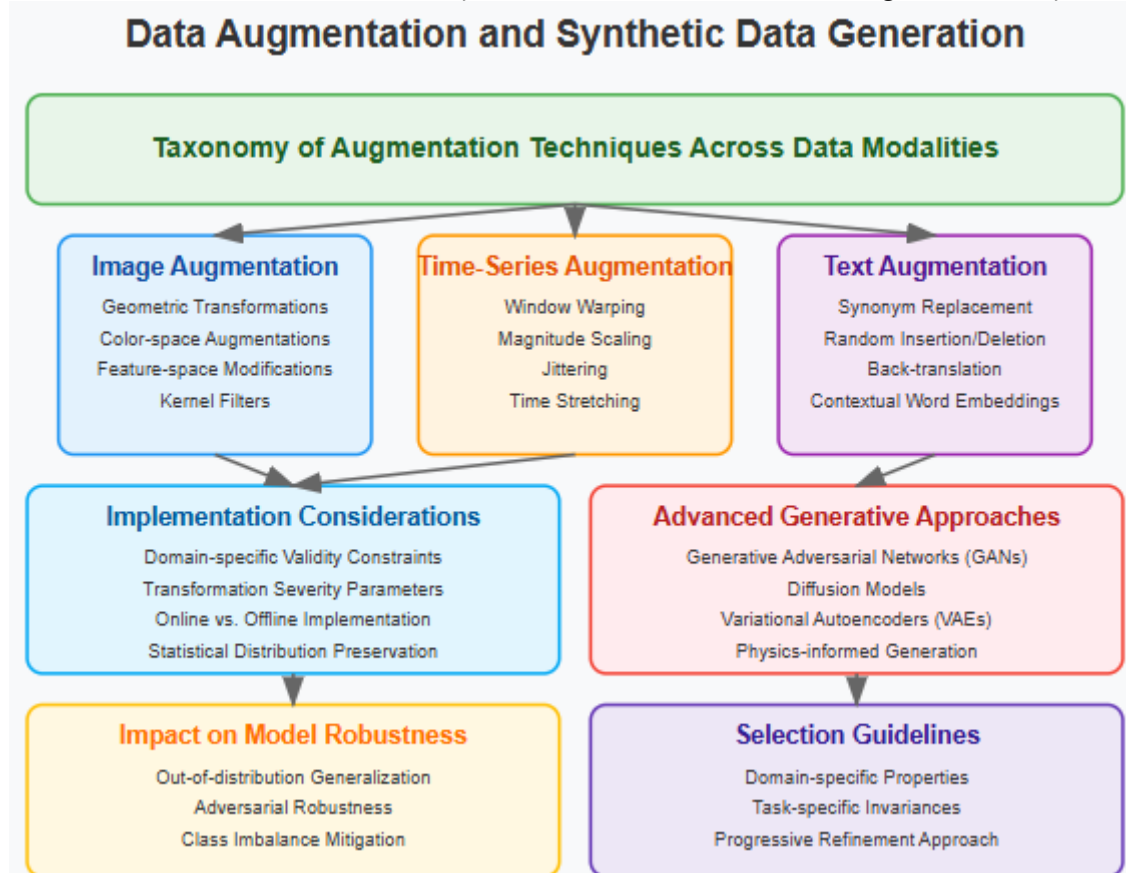 Data Augmentation and Synthetic Data Generation
Taxonomy of Augmentation Techniques Across Data Modalities
Image Augmentation
Geometric Transformations
Color-space Augmentations
Feature-space Modifications
Kernel Filters
Time-Series Augmentation
Window Warping
Magnitude Scaling
Jittering
Time Stretching
Text Augmentation
Synonym Replacement
Random Insertion/Deletion
Back-translation
Contextual Word Embeddings
Implementation Considerations
Domain-specific Validity Constraints
Transformation Severity Parameters
Online vs. Offline Implementation
Statistical Distribution Preservation
Advanced Generative Approaches
Generative Adversarial Networks (GANs)
Diffusion Models
Variational Autoencoders (VAEs)
Physics-informed Generation
Impact on Model Robustness
Out-of-distribution Generalization
Adversarial Robustness
Class Imbalance Mitigation
Selection Guidelines
Domain-specific Properties
Task-specific Invariances
Progressive Refinement Approach